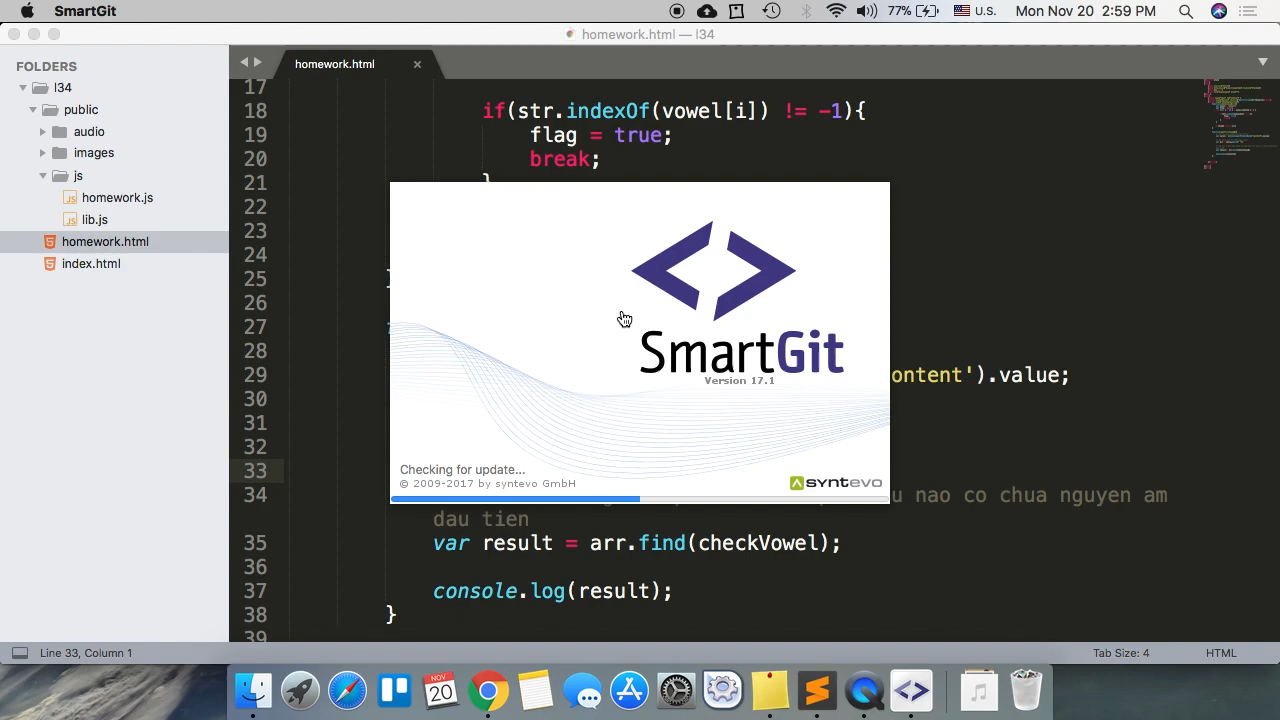 SmartGit
77%
U.S.
Mon Nov 20 2:59 PM
homework.html — l34
FOLDERS
l34
public
audio
images
js
homework.js
lib.js
homework.html
index.html
homework.html
17
18 if(str.indexOf(vowel[i]) != -1){
19 flag = true;
20 break;
21
22
23
24
25
26
27
28
29 ontent').value;
30
31
32
33
34 u nao co chua nguyen am
dau tien
35 var result = arr.find(checkVowel);
36
37 console.log(result);
38 }
39
SmartGit
Version 17.1
Checking for update...
© 2009-2017 by syntevo GmbH
syntevo
Line 33, Column 1
Tab Size: 4
HTML
NOV
20